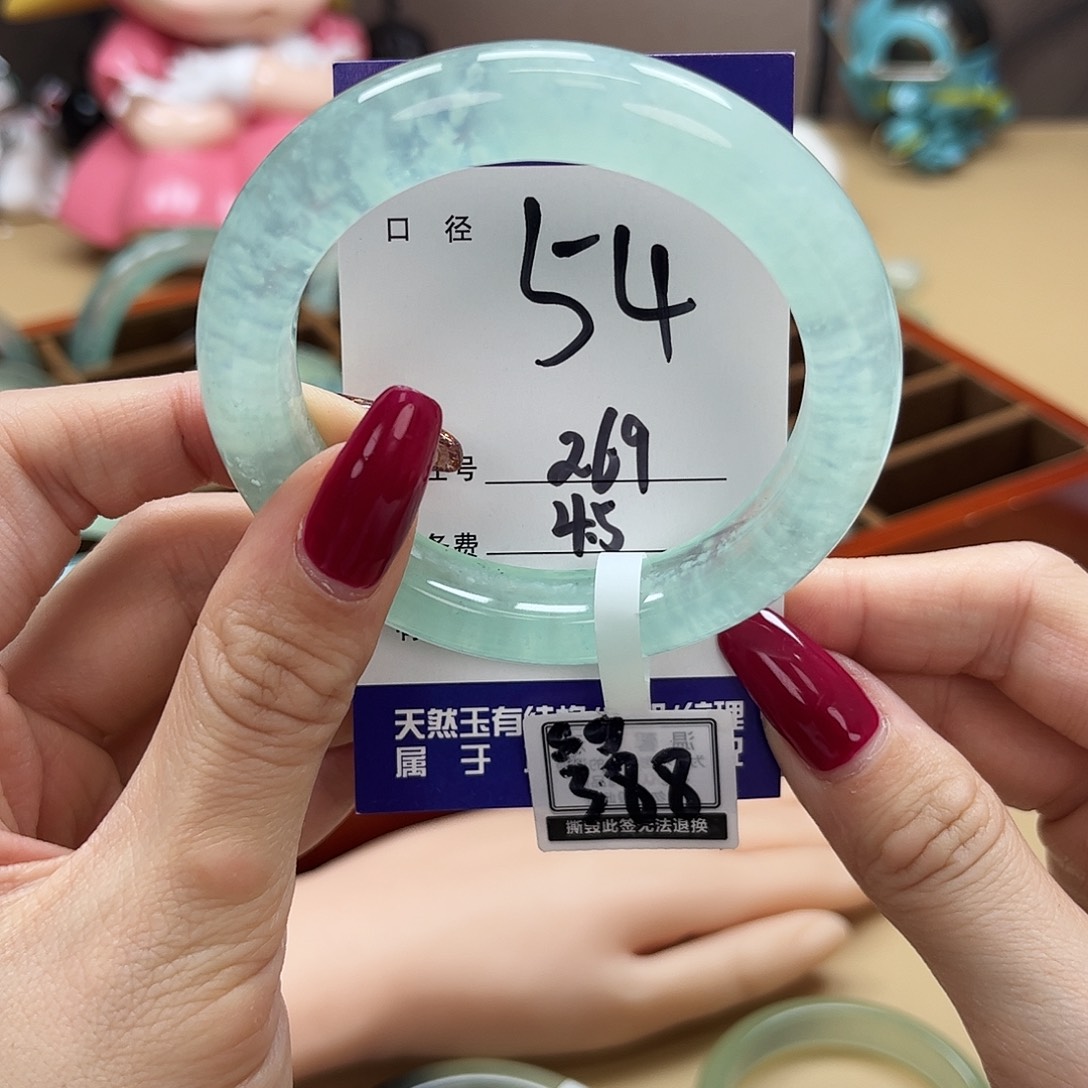 口 径 54
号 269
费 45
天然玉有
属 于
388
撕毁此签无法退换